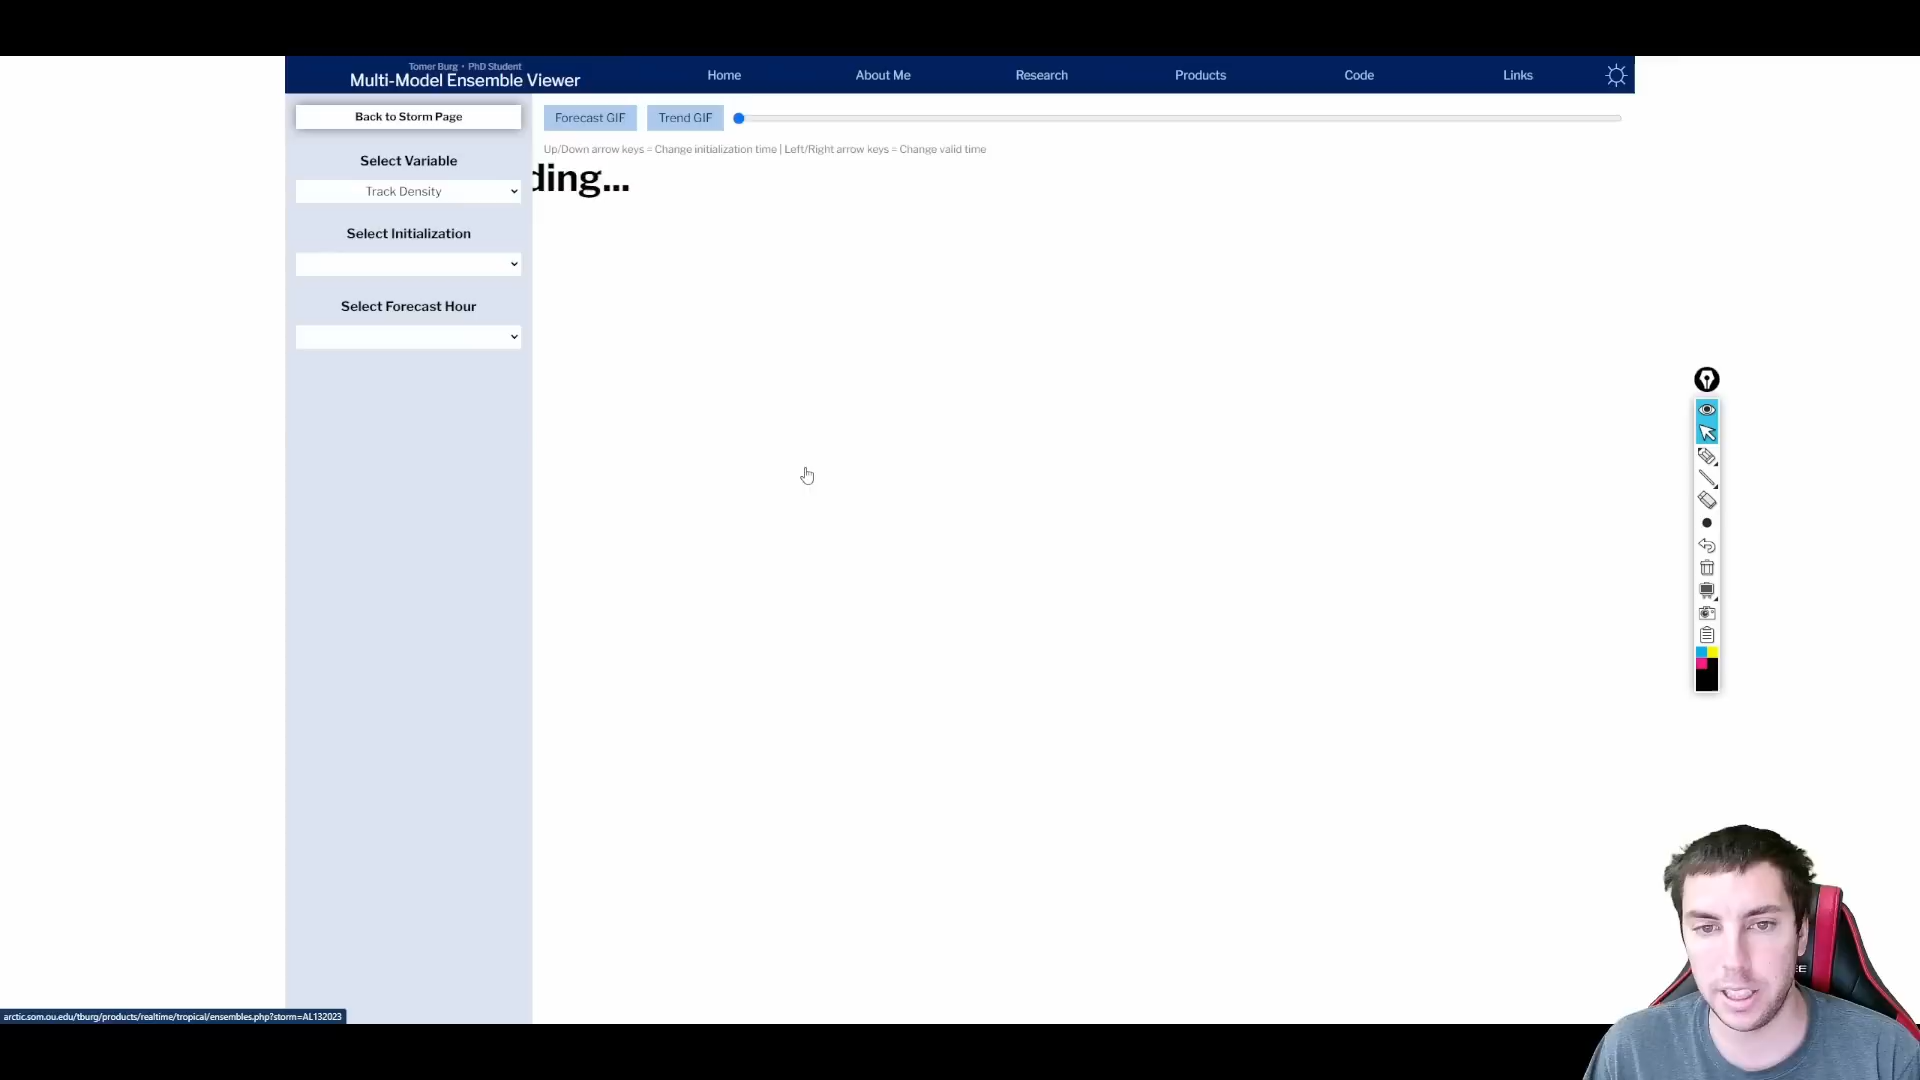 Tomer Burg • PhD Student
Multi-Model Ensemble Viewer
Home
About Me
Research
Products
Code
Links
Back to Storm Page
Forecast GIF
Trend GIF
Up/Down arrow keys = Change initialization time | Left/Right arrow keys = Change valid time
ding...
Select Variable
Track Density
Select Initialization
Select Forecast Hour
EE
arctic.som.ou.edu/tburg/products/realtime/tropical/ensembles.php?storm=AL132023